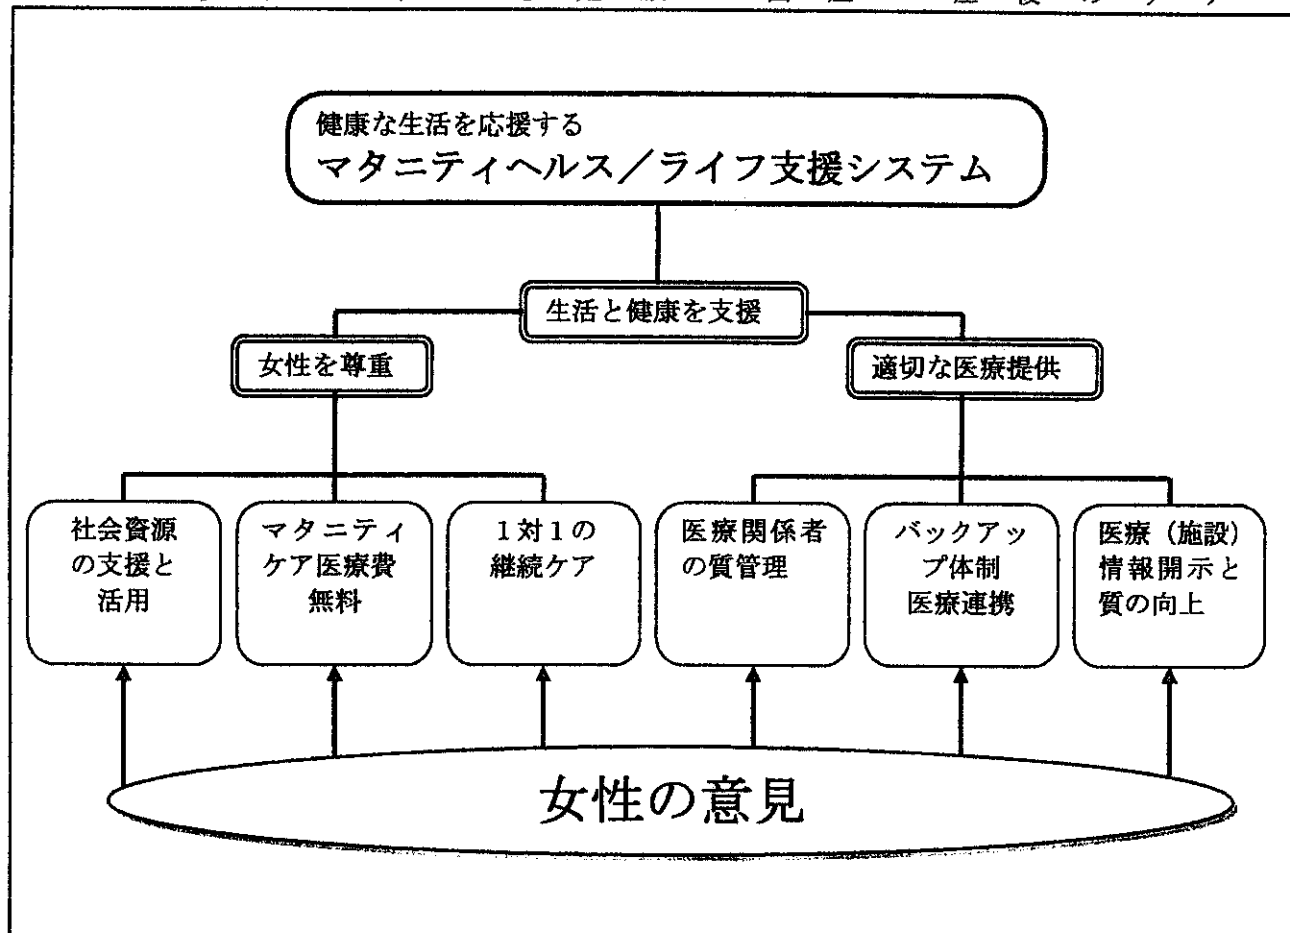 健康な生活を応援する
マタニティヘルス／ライフ支援システム
生活と健康を支援
女性を尊重
適切な医療提供
社会資源
の支援と
活用
マタニティ
ケア医療費
無料
１対１の
継続ケア
医療関係者
の質管理
バックアッ
プ体制
医療連携
医療（施設）
情報開示と
質の向上
女性の意見